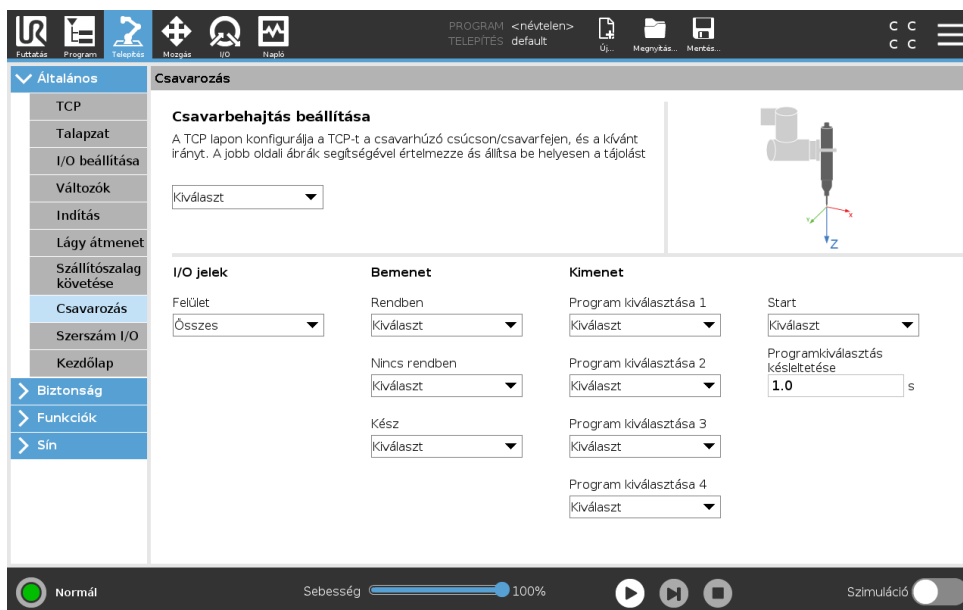 PROGRAM <névtelen>
TELEPÍTÉS default
C C
C C
Futtatás Program Telepítés Mozgás I/O Napló Új... Megnyitás... Mentés...
Általános
Csavarozás
TCP
Talapzat
I/O beállítása
Változók
Indítás
Lágy átmenet
Szállítószalag
követése
Csavarozás
Szerszám I/O
Kezdőlap
Biztonság
Funkciók
Sín
Csavarbehajtás beállítása
A TCP lapon konfigurálja a TCP-t a csavarhúzó csúcson/csavarfejen, és a kívánt
irányt. A jobb oldali ábrák segítségével értelmezze ás állítsa be helyesen a tájolást
Kiválaszt
Y
X
Z
I/O jelek
Felület
Összes
Bemenet
Rendben
Kiválaszt
Nincs rendben
Kiválaszt
Kész
Kiválaszt
Kimenet
Program kiválasztása 1
Kiválaszt
Program kiválasztása 2
Kiválaszt
Program kiválasztása 3
Kiválaszt
Program kiválasztása 4
Kiválaszt
Start
Kiválaszt
Programkiválasztás
késleltetése
1.0 s
Normál
Sebesség 100%
Szimuláció